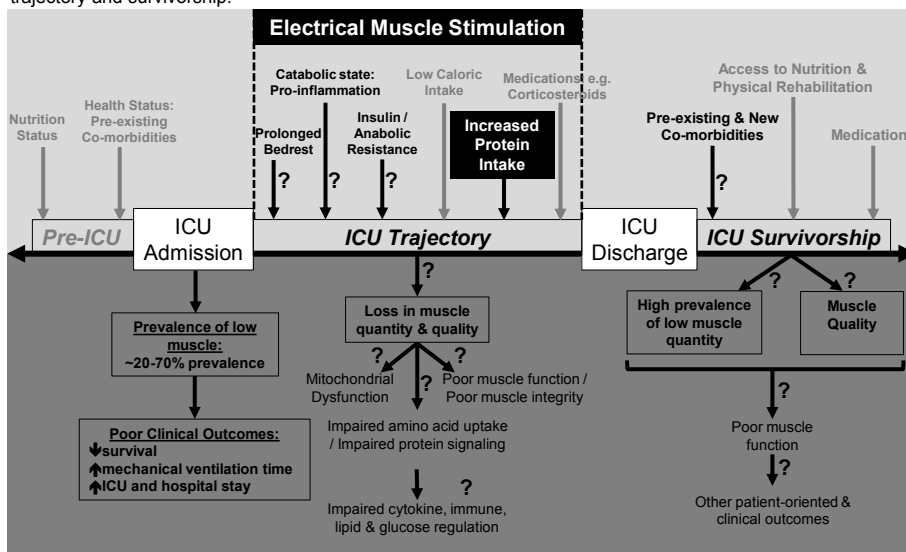 trajectory and survivorship.
Electrical Muscle Stimulation
Nutrition
Status
Health Status:
Pre-existing
Co-morbidities
Catabolic state:
Pro-inflammation
Prolonged
Bedrest
?
?
Insulin /
Anabolic
Resistance
?
Low Caloric
Intake
Increased
Protein
Intake
Medications: e.g.
Corticosteroids
Access to Nutrition &
Physical Rehabilitation
Pre-existing & New
Co-morbidities
?
Medication
Pre-ICU
ICU
Admission
ICU Trajectory
ICU
Discharge
ICU Survivorship
Prevalence of low
muscle:
~20-70% prevalence
Poor Clinical Outcomes:
↓survival
↑mechanical ventilation time
↑ICU and hospital stay
?
Loss in muscle
quantity & quality
?
?
?
Mitochondrial
Dysfunction
Poor muscle function /
Poor muscle integrity
Impaired amino acid uptake
/ Impaired protein signaling
?
Impaired cytokine, immune,
lipid & glucose regulation
?
?
High prevalence
of low muscle
quantity
Muscle
Quality
?
Poor muscle
function
?
Other patient-oriented &
clinical outcomes